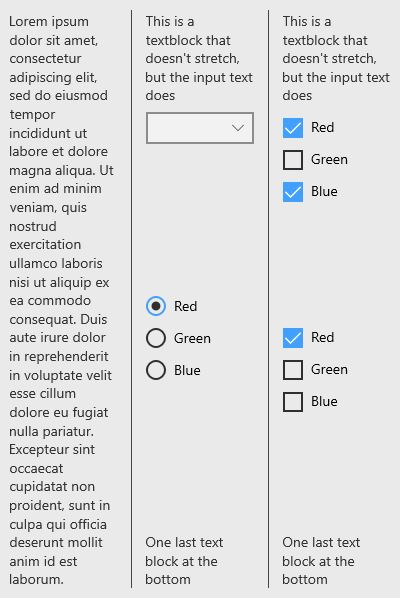 Lorem ipsum
dolor sit amet,
consectetur
adipiscing elit,
sed do eiusmod
tempor
incididunt ut
labore et dolore
magna aliqua. Ut
enim ad minim
veniam, quis
nostrud
exercitation
ullamco laboris
nisi ut aliquip ex
ea commodo
consequat. Duis
aute irure dolor
in reprehenderit
in voluptate velit
esse cillum
dolore eu fugiat
nulla pariatur.
Excepteur sint
occaecat
cupidatat non
proident, sunt in
culpa qui officia
deserunt mollit
anim id est
laborum.
This is a
textblock that
doesn't stretch,
but the input text
does
Red
Green
Blue
One last text
block at the
bottom
This is a
textblock that
doesn't stretch,
but the input text
does
Red
Green
Blue
Red
Green
Blue
One last text
block at the
bottom